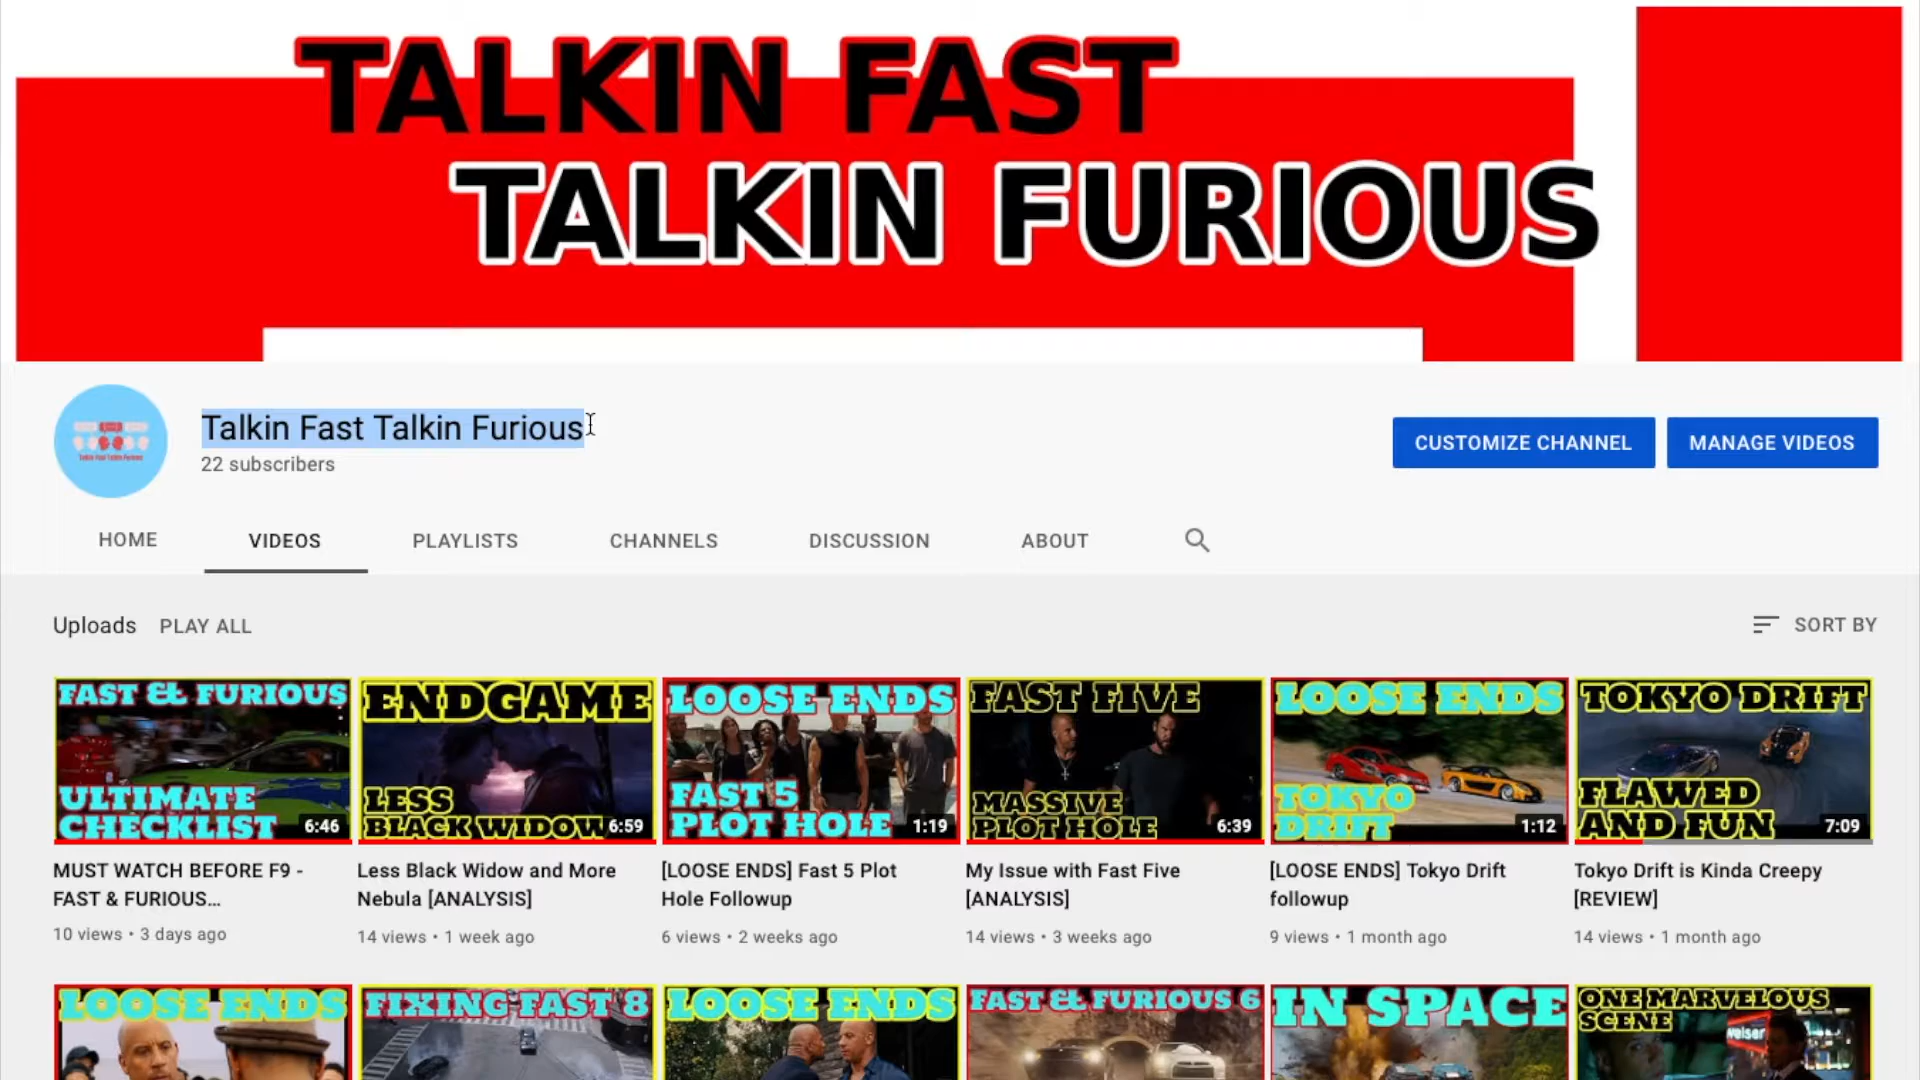 TALKIN FAST
TALKIN FURIOUS
Talkin Fast Talkin Furious
22 subscribers
CUSTOMIZE CHANNEL
MANAGE VIDEOS
HOME
VIDEOS
PLAYLISTS
CHANNELS
DISCUSSION
ABOUT
Uploads
PLAY ALL
SORT BY
FAST & FURIOUS
ULTIMATE
CHECKLIST
6:46
ENDGAME
LESS
BLACK WIDOW
6:59
LOOSE ENDS
FAST 5
PLOT HOLE
1:19
FAST FIVE
MASSIVE
PLOT HOLE
6:39
LOOSE ENDS
TOKYO
DRIFT
1:12
TOKYO DRIFT
FLAWED
AND FUN
7:09
MUST WATCH BEFORE F9 -
FAST & FURIOUS...
10 views • 3 days ago
Less Black Widow and More
Nebula [ANALYSIS]
14 views • 1 week ago
[LOOSE ENDS] Fast 5 Plot
Hole Followup
6 views • 2 weeks ago
My Issue with Fast Five
[ANALYSIS]
14 views • 3 weeks ago
[LOOSE ENDS] Tokyo Drift
followup
9 views • 1 month ago
Tokyo Drift is Kinda Creepy
[REVIEW]
14 views • 1 month ago
LOOSE ENDS
FIXING FAST 8
LOOSE ENDS
FAST & FURIOUS 6
IN SPACE
ONE MARVELOUS
SCENE